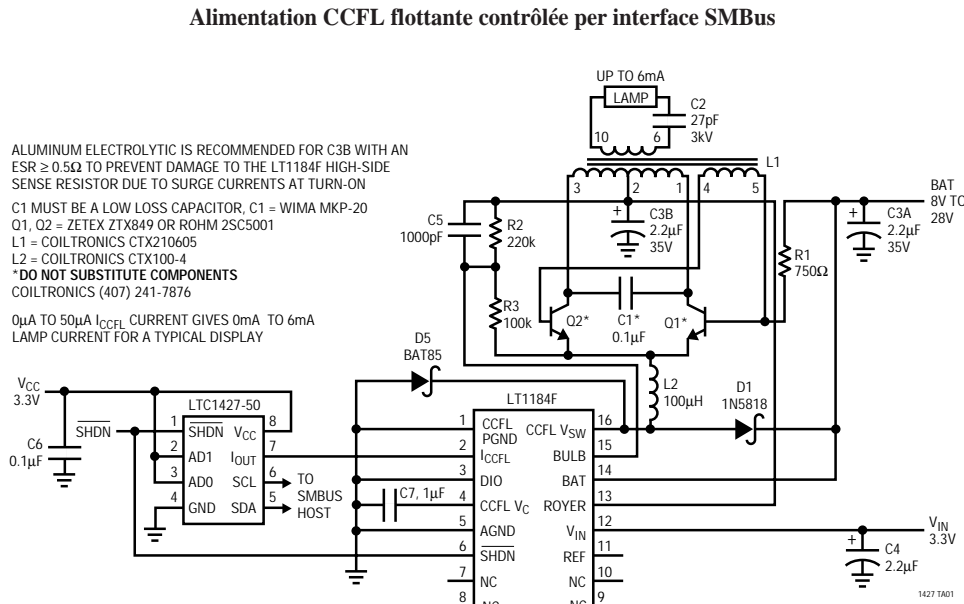 Alimentation CCFL flottante contrôlée per interface SMBus
UP TO 6mA
LAMP
C2
27pF
3kV
10
6
L1
3
2
1
4
5
ALUMINUM ELECTROLYTIC IS RECOMMENDED FOR C3B WITH AN
ESR ≥ 0.5Ω TO PREVENT DAMAGE TO THE LT1184F HIGH-SIDE
SENSE RESISTOR DUE TO SURGE CURRENTS AT TURN-ON
C1 MUST BE A LOW LOSS CAPACITOR, C1 = WIMA MKP-20
Q1, Q2 = ZETEX ZTX849 OR ROHM 2SC5001
L1 = COILTRONICS CTX210605
L2 = COILTRONICS CTX100-4
*DO NOT SUBSTITUTE COMPONENTS
COILTRONICS (407) 241-7876
0µA TO 50µA ICCFL CURRENT GIVES 0mA TO 6mA
LAMP CURRENT FOR A TYPICAL DISPLAY
C5
1000pF
R2
220k
+
C3B
2.2µF
35V
R1
750Ω
+
C3A
2.2µF
35V
BAT
8V TO
28V
R3
100k
Q2*
C1*
0.1µF
Q1*
D5
BAT85
L2
100µH
D1
1N5818
VCC
3.3V
C6
0.1µF
SHDN
LTC1427-50
1
SHDN
VCC
8
2
AD1
IOUT
7
3
AD0
SCL
6
4
GND
SDA
5
TO
SMBUS
HOST
C7, 1µF
LT1184F
1
CCFL
PGND
CCFL VSW
16
2
ICCFL
BULB
15
3
DIO
BAT
14
4
CCFL VC
ROYER
13
5
AGND
VIN
12
6
SHDN
REF
11
7
NC
NC
10
8
NC
NC
9
VIN
3.3V
+
C4
2.2µF
1427 TA01